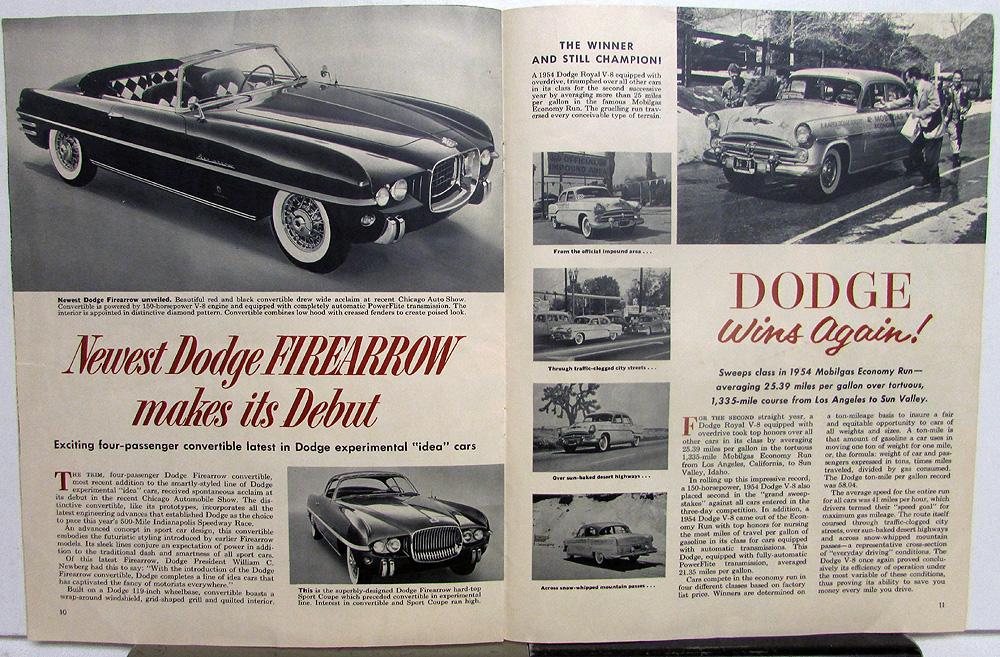 Newest Dodge Firearrow unveiled. Beautiful red and black convertible drew wide acclaim at recent Chicago Auto Show.
Convertible is powered by 150-horsepower V-8 engine and equipped with completely automatic PowerFlite transmission. The
interior is appointed in distinctive diamond pattern. Convertible combines low hood with creased fenders to create poised look.
Newest Dodge FIREARROW
makes its Debut
Exciting four-passenger convertible latest in Dodge experimental "idea" cars
THE TRIM, four-passenger Dodge Firearrow convertible,
most recent addition to the smartly-styled line of Dodge
experimental "idea" cars, received spontaneous acclaim at
its debut in the recent Chicago Automobile Show. The dis-
tinctive convertible, like its prototypes, incorporates all the
latest engineering advances that established Dodge as the choice
to pace this year's 500-Mile Indianapolis Speedway Race.
An advanced concept in sport car design, this convertible
embodies the futuristic styling introduced by earlier Firearrow
models. Its sleek lines conjure an expectation of power in addi-
tion to the traditional dash and smartness of all sport cars.
Of this latest Firearrow, Dodge President William C.
Newberg had this to say: "With the introduction of the Dodge
Firearrow convertible, Dodge completes a line of idea cars that
has captivated the fancy of motorists everywhere."
Built on a Dodge 119-inch wheelbase, convertible boasts a
wrap-around windshield, grid-shaped grill and quilted interior.
10
This is the superbly-designed Dodge Firearrow hard-top
Sport Coupe which preceded convertible in experimental
line. Interest in convertible and Sport Coupe ran high.
THE WINNER
AND STILL CHAMPION!
A 1954 Dodge Royal V-8 equipped with
overdrive, triumphed over all other cars
in its class for the second successive
year by averaging more than 25 miles
per gallon in the famous Mobilgas
Economy Run. The gruelling run trav-
ersed every conceivable type of terrain.
OFFICIAL
IMPOUND AREA
From the official impound area . . .
Through traffic-clogged city streets . . .
Over sun-baked desert highways . . .
Across snow-whipped mountain passes . . .
DODGE
Wins Again!
Sweeps class in 1954 Mobilgas Economy Run—
averaging 25.39 miles per gallon over tortuous,
1,335-mile course from Los Angeles to Sun Valley.
FOR THE SECOND straight year, a
Dodge Royal V-8 equipped with
overdrive took top honors over all
other cars in its class by averaging
25.39 miles per gallon in the tortuous
1,335-mile Mobilgas Economy Run
from Los Angeles, California, to Sun
Valley, Idaho.
In rolling up this impressive record,
a 150-horsepower, 1954 Dodge V-8 also
placed second in the "grand sweep-
stakes" against all cars entered in the
three-day competition. In addition, a
1954 Dodge V-8 came out of the Econ-
omy Run with top honors for nursing
the most miles of travel per gallon of
gasoline in its class for cars equipped
with automatic transmissions. This
Dodge, equipped with fully-automatic
PowerFlite transmission, averaged
21.35 miles per gallon.
Cars compete in the economy run in
four different classes based on factory
list price. Winners are determined on
a ton-mileage basis to insure a fair
and equitable opportunity to cars of
all weights and sizes. A ton-mile is
that amount of gasoline a car uses in
moving one ton of weight for one mile,
or, the formula: weight of car and pas-
sengers expressed in tons, times miles
traveled, divided by gas consumed.
The Dodge ton-mile per gallon record
was 58.04.
The average speed for the entire run
for all cars was 41 miles per hour, which
drivers termed their "speed goal" for
maximum gas mileage. The route itself
coursed through traffic-clogged city
streets, over sun-baked desert highways
and across snow-whipped mountain
passes—a representative cross-section
of "everyday driving" conditions. The
Dodge V-8 once again proved conclu-
sively its efficiency of operation under
the most variable of these conditions,
thus proving its ability to save you
money every mile you drive.
11